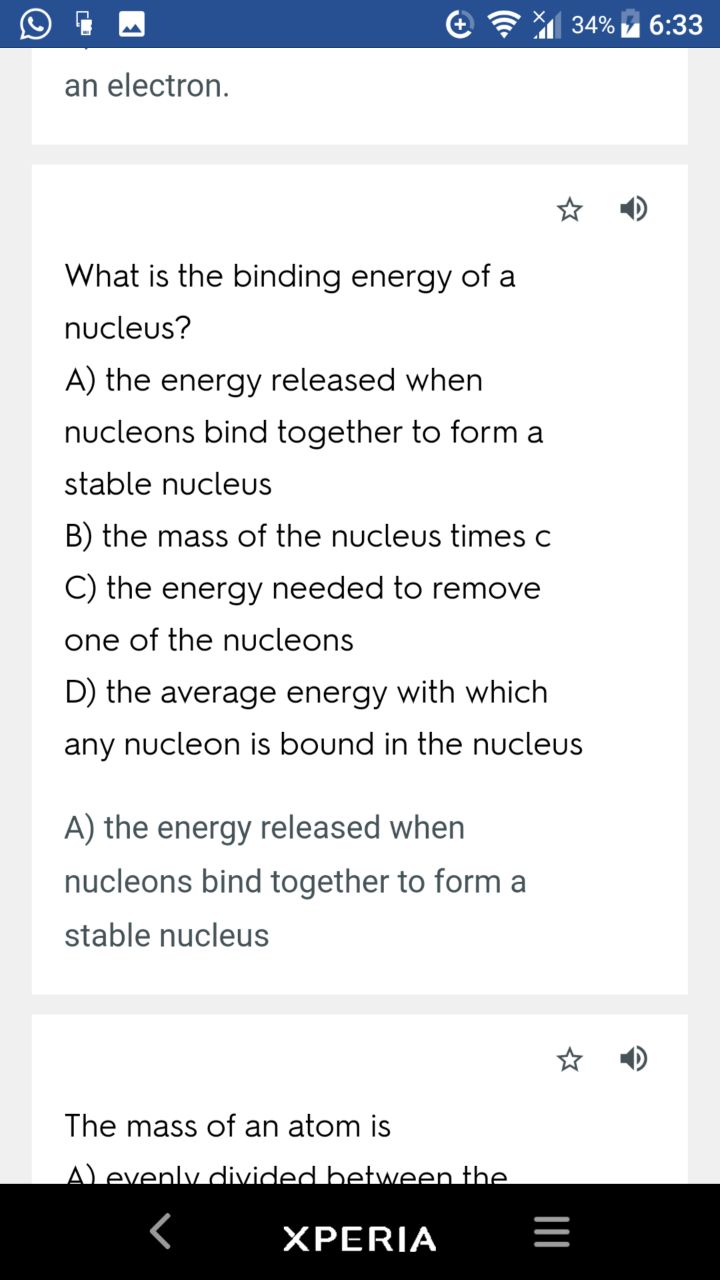 34% 6:33
an electron.
What is the binding energy of a
nucleus?
A) the energy released when
nucleons bind together to form a
stable nucleus
B) the mass of the nucleus times c
C) the energy needed to remove
one of the nucleons
D) the average energy with which
any nucleon is bound in the nucleus
A) the energy released when
nucleons bind together to form a
stable nucleus
The mass of an atom is
A) evenly divided between the
XPERIA